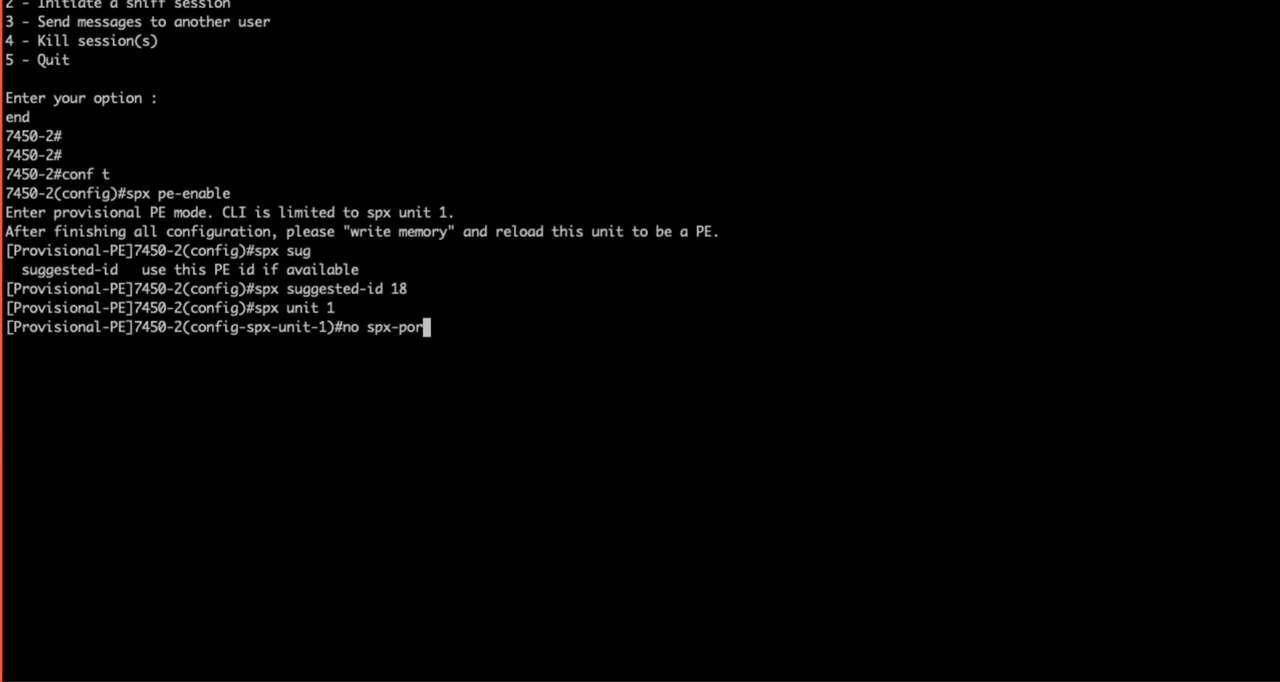 2 - Initiate a sniff session
3 - Send messages to another user
4 - Kill session(s)
5 - Quit
Enter your option :
end
7450-2#
7450-2#
7450-2#conf t
7450-2(config)#spx pe-enable
Enter provisional PE mode. CLI is limited to spx unit 1.
After finishing all configuration, please "write memory" and reload this unit to be a PE.
[Provisional-PE]7450-2(config)#spx sug
  suggested-id   use this PE id if available
[Provisional-PE]7450-2(config)#spx suggested-id 18
[Provisional-PE]7450-2(config)#spx unit 1
[Provisional-PE]7450-2(config-spx-unit-1)#no spx-por